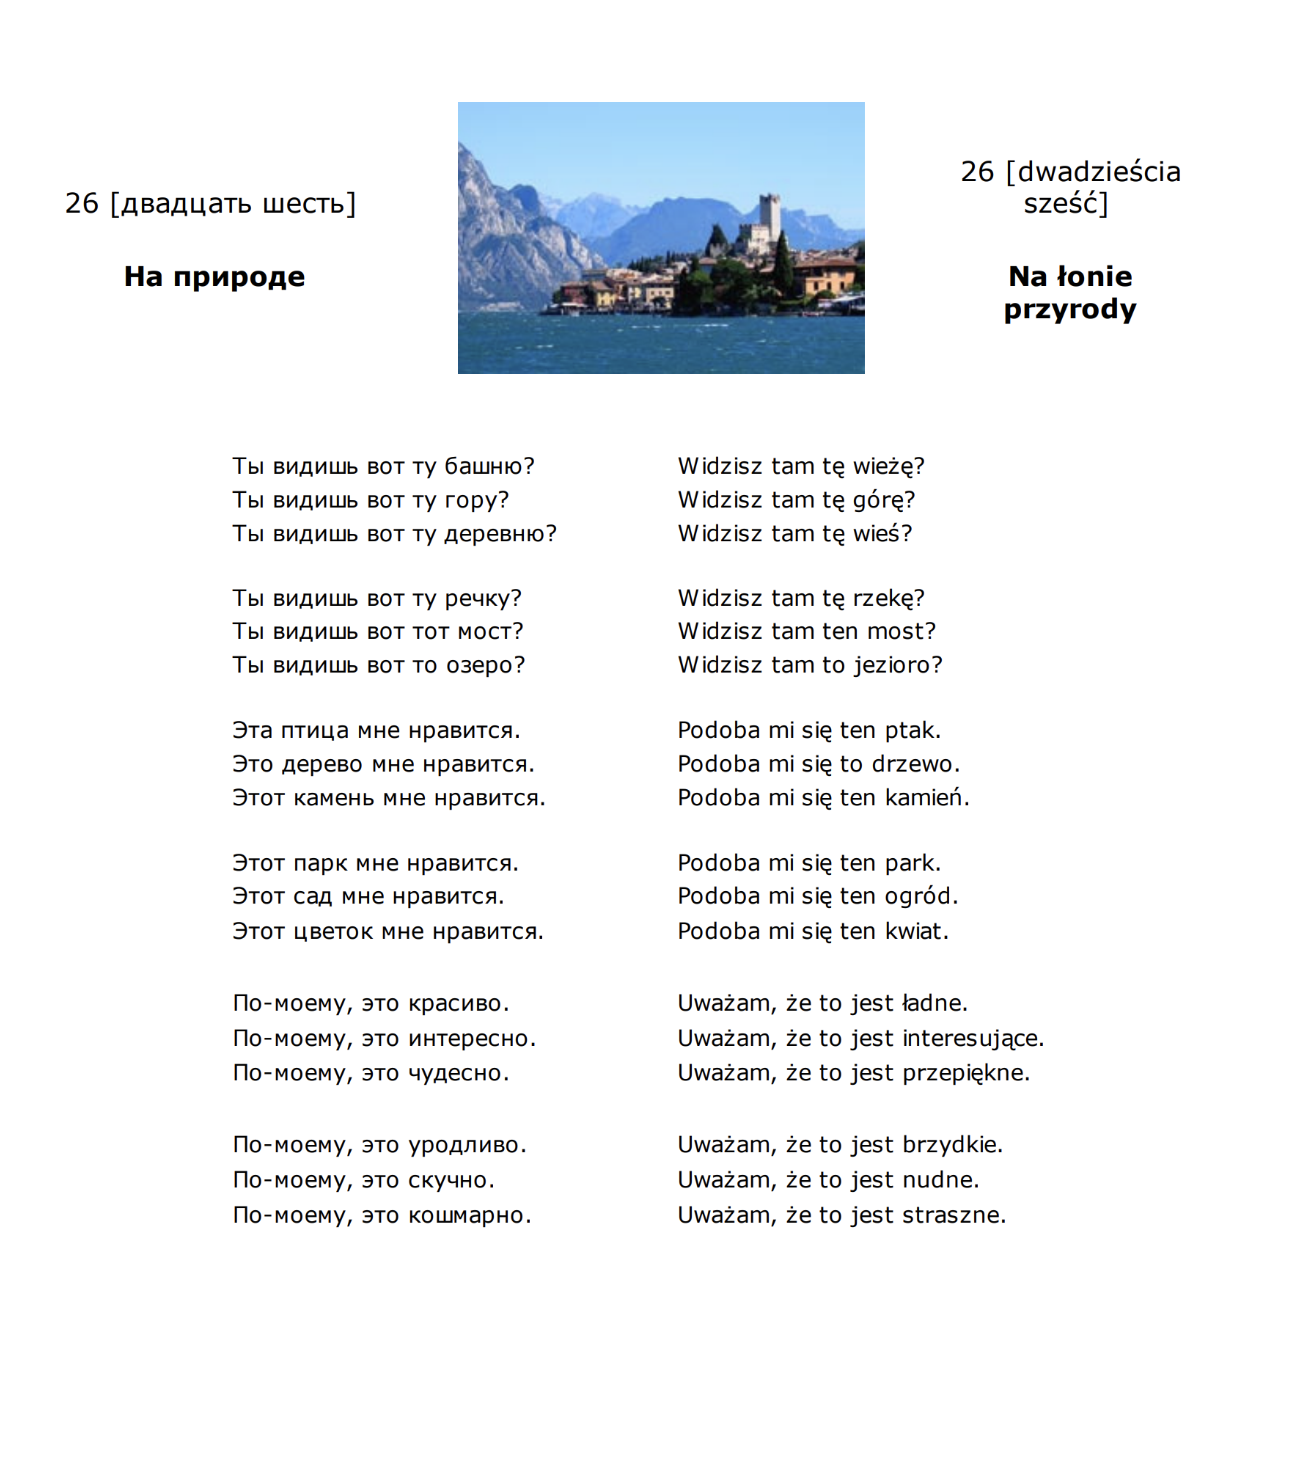 26 [двадцать шесть]
На природе
26 [dwadzieścia
sześć]
Na łonie
przyrody
Ты видишь вот ту башню?
Widzisz tam tę wieżę?
Ты видишь вот ту гору?
Widzisz tam tę górę?
Ты видишь вот ту деревню?
Widzisz tam tę wieś?
Ты видишь вот ту речку?
Widzisz tam tę rzekę?
Ты видишь вот тот мост?
Widzisz tam ten most?
Ты видишь вот то озеро?
Widzisz tam to jezioro?
Эта птица мне нравится.
Podoba mi się ten ptak.
Это дерево мне нравится.
Podoba mi się to drzewo.
Этот камень мне нравится.
Podoba mi się ten kamień.
Этот парк мне нравится.
Podoba mi się ten park.
Этот сад мне нравится.
Podoba mi się ten ogród.
Этот цветок мне нравится.
Podoba mi się ten kwiat.
По-моему, это красиво.
Uważam, że to jest ładne.
По-моему, это интересно.
Uważam, że to jest interesujące.
По-моему, это чудесно.
Uważam, że to jest przepiękne.
По-моему, это уродливо.
Uważam, że to jest brzydkie.
По-моему, это скучно.
Uważam, że to jest nudne.
По-моему, это кошмарно.
Uważam, że to jest straszne.